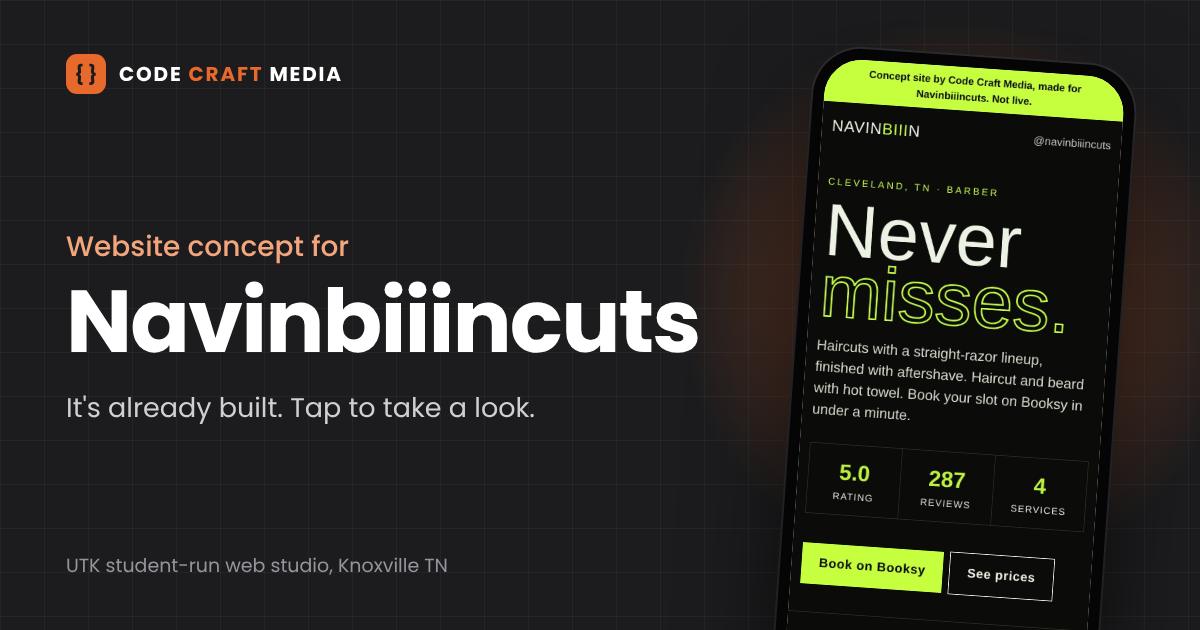 { }
CODE CRAFT MEDIA
Website concept for
Navinbiiincuts
It's already built. Tap to take a look.
UTK student-run web studio, Knoxville TN
Concept site by Code Craft Media, made for
Navinbiiincuts. Not live.
NAVINBIIIN
@navinbiiincuts
CLEVELAND, TN · BARBER
Never
misses.
Haircuts with a straight-razor lineup,
finished with aftershave. Haircut and beard
with hot towel. Book your slot on Booksy in
under a minute.
5.0
RATING
287
REVIEWS
4
SERVICES
Book on Booksy
See prices